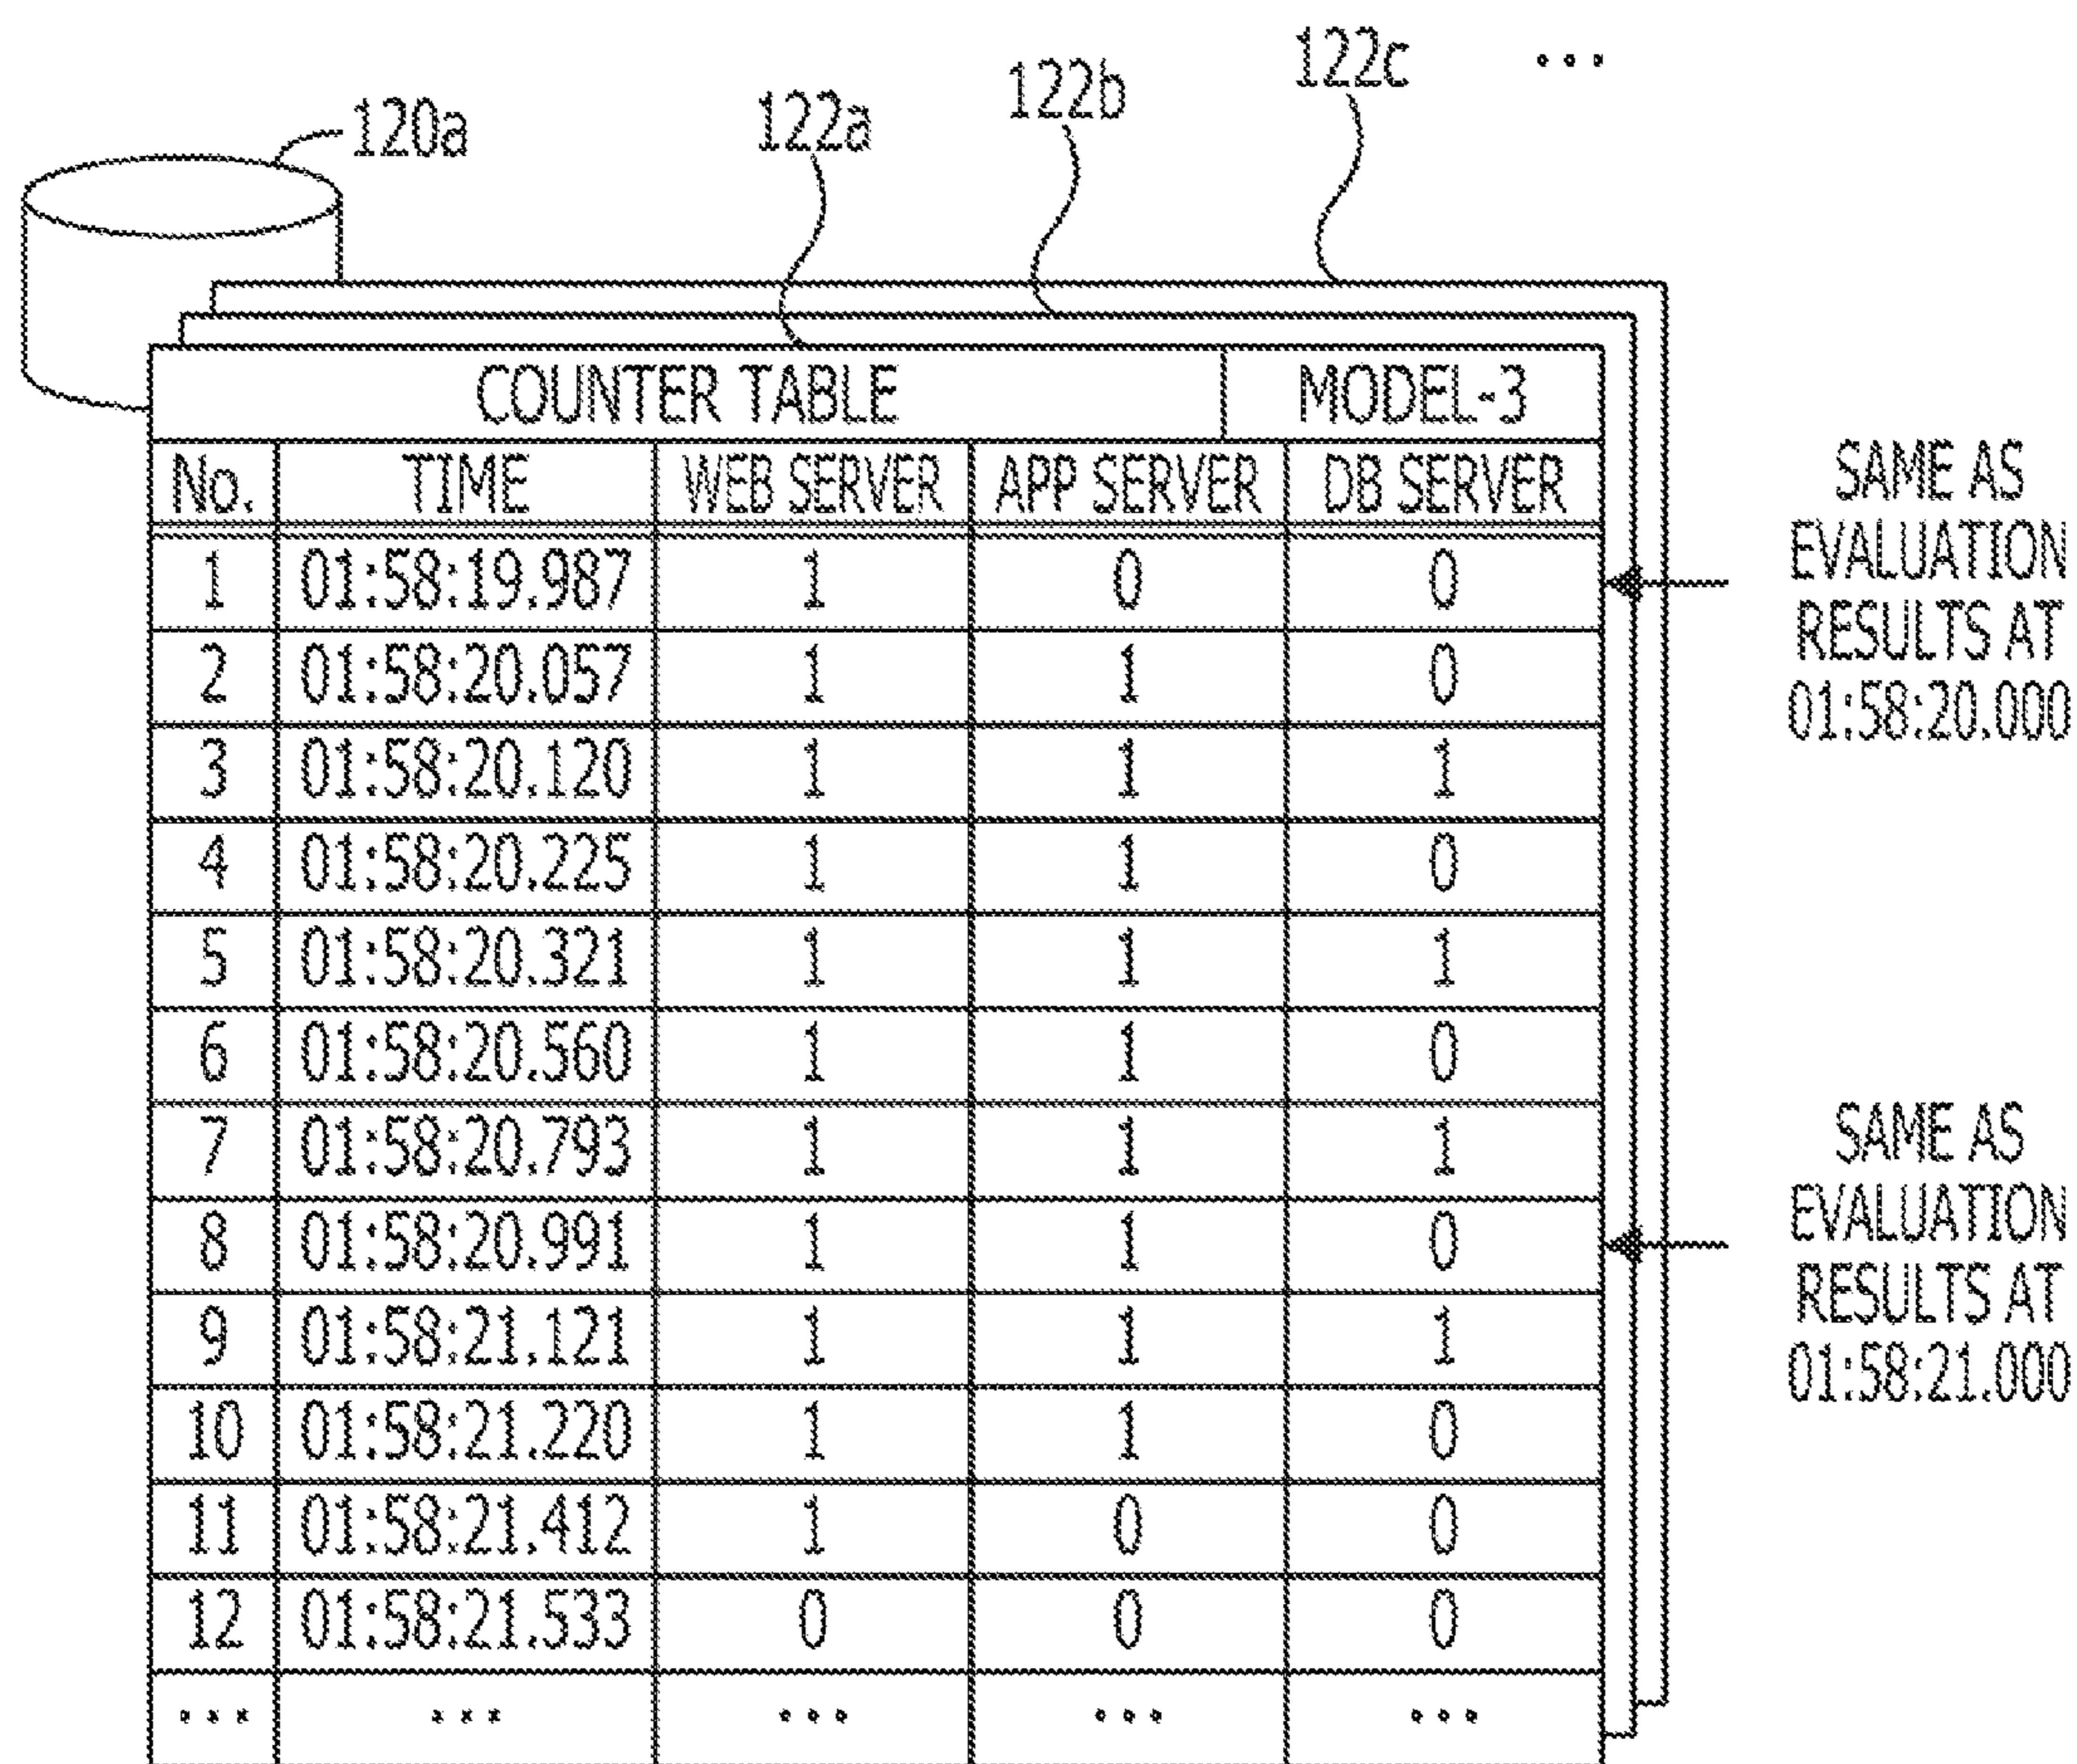 120a 122a 122b 122c ...
COUNTER TABLE MODEL-3
No. TIME WEB SERVER APP SERVER DB SERVER
1 01:58:19.987 1 0 0
2 01:58:20.057 1 1 0
3 01:58:20.120 1 1 1
4 01:58:20.225 1 1 0
5 01:58:20.321 1 1 1
6 01:58:20.560 1 1 0
7 01:58:20.793 1 1 1
8 01:58:20.991 1 1 0
9 01:58:21.121 1 1 1
10 01:58:21.220 1 1 0
11 01:58:21.412 1 0 0
12 01:58:21.533 0 0 0
... ... ... ... ...
SAME AS
EVALUATION
RESULTS AT
01:58:20.000
SAME AS
EVALUATION
RESULTS AT
01:58:21.000